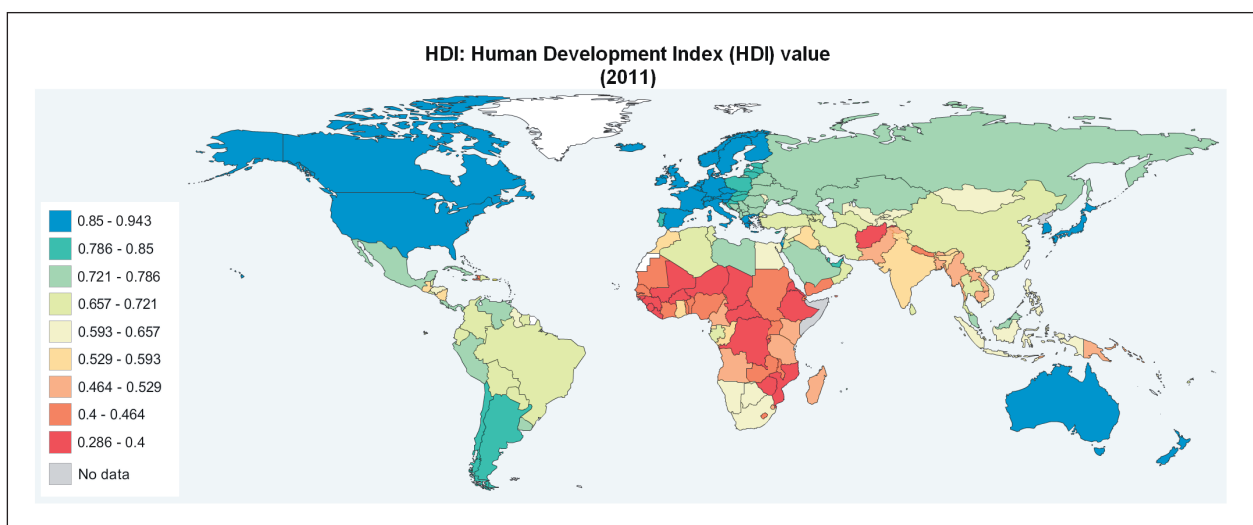 HDI: Human Development Index (HDI) value
(2011)
0.85 - 0.943
0.786 - 0.85
0.721 - 0.786
0.657 - 0.721
0.593 - 0.657
0.529 - 0.593
0.464 - 0.529
0.4 - 0.464
0.286 - 0.4
No data